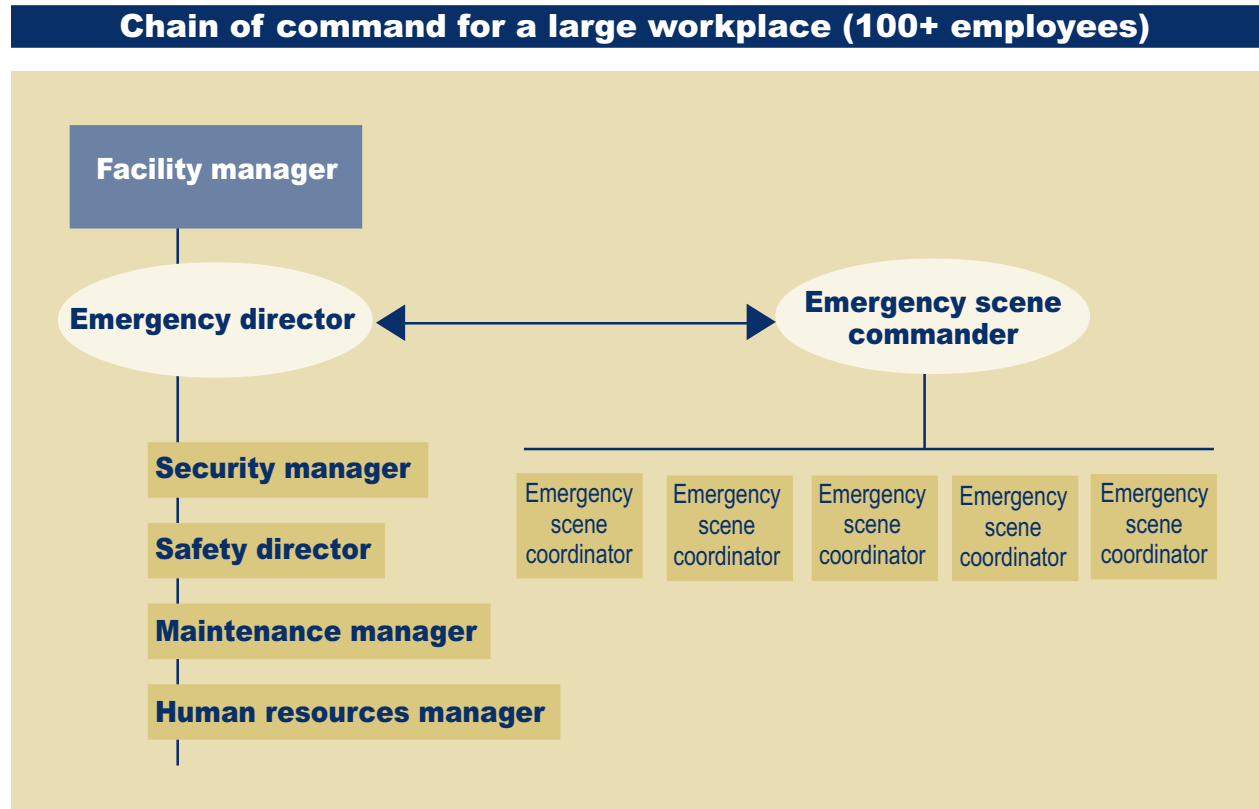 Chain of command for a large workplace (100+ employees)
Facility manager
Emergency director
Emergency scene
commander
Security manager
Safety director
Maintenance manager
Human resources manager
Emergency
scene
coordinator
Emergency
scene
coordinator
Emergency
scene
coordinator
Emergency
scene
coordinator
Emergency
scene
coordinator